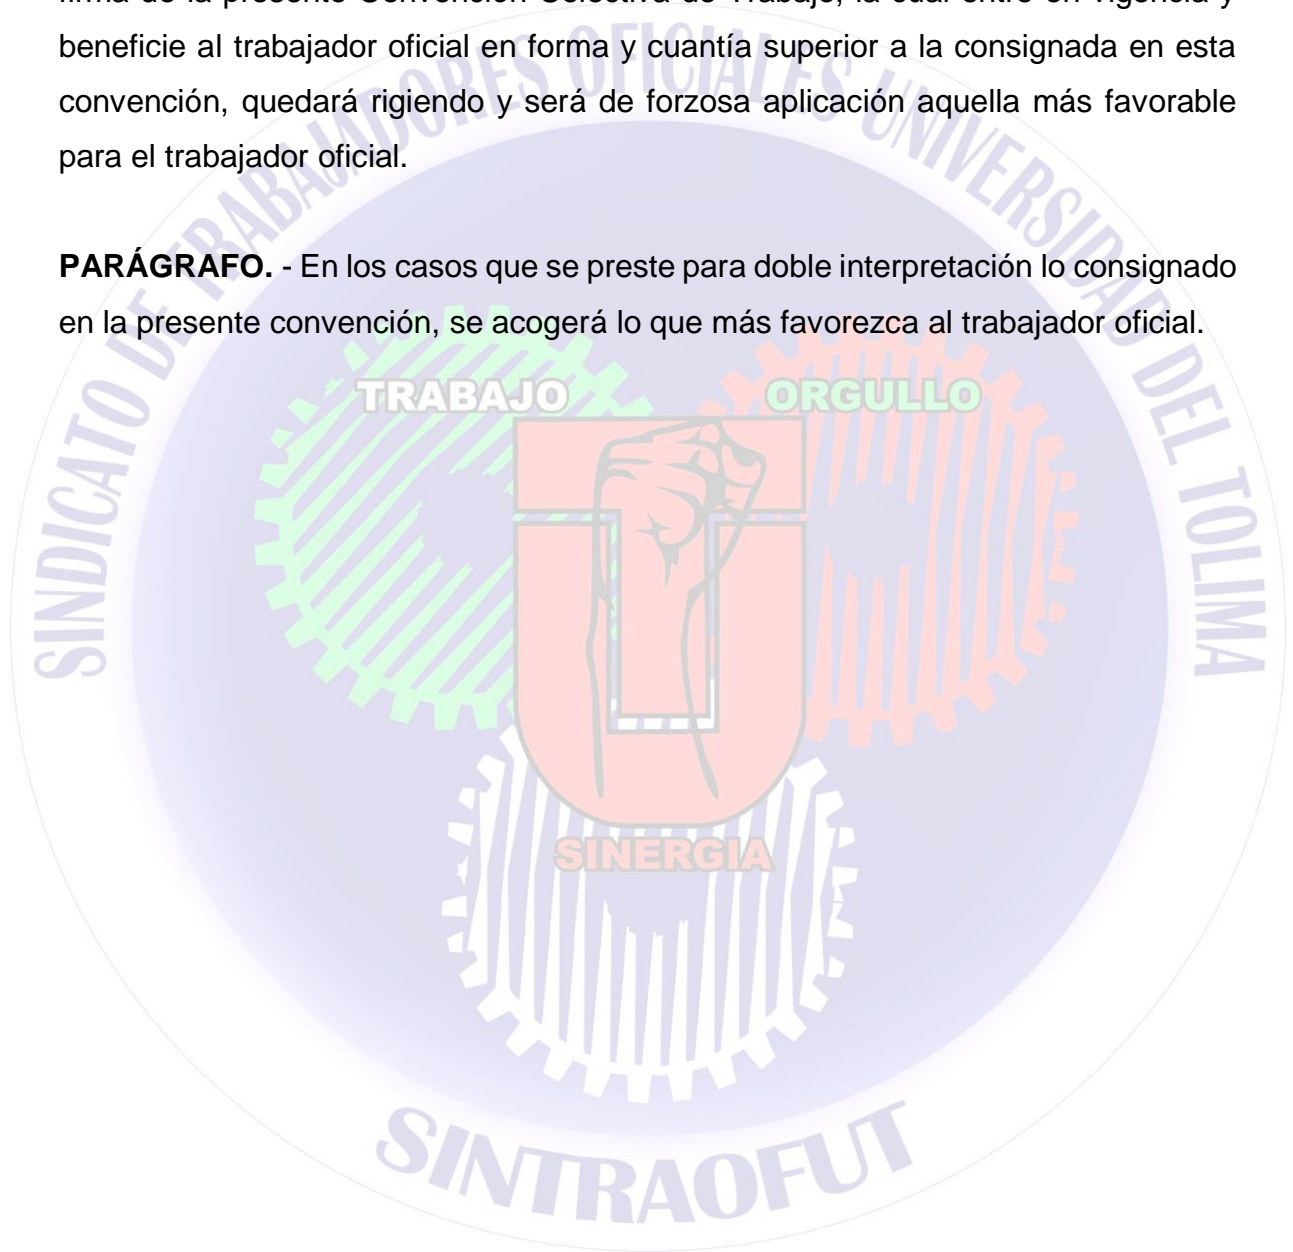 firma de la presente Convención Colectiva de Trabajo, la cual entre en vigencia y
beneficie al trabajador oficial en forma y cuantía superior a la consignada en esta
convención, quedará rigiendo y será de forzosa aplicación aquella más favorable
para el trabajador oficial.
PARÁGRAFO. - En los casos que se preste para doble interpretación lo consignado
en la presente convención, se acogerá lo que más favorezca al trabajador oficial.
SINDICATO DE TRABAJADORES OFICIALES UNIVERSIDAD DEL TOLIMA
TRABAJO
ORGULLO
SINERGIA
SINTRAOFUT